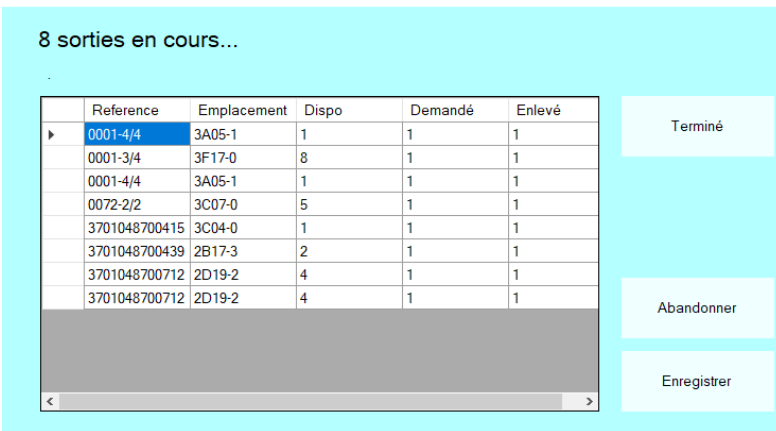 8 sorties en cours...
.
Reference Emplacement Dispo Demandé Enlevé
0001-4/4 3A05-1 1 1 1
0001-3/4 3F17-0 8 1 1
0001-4/4 3A05-1 1 1 1
0072-2/2 3C07-0 5 1 1
3701048700415 3C04-0 1 1 1
3701048700439 2B17-3 2 1 1
3701048700712 2D19-2 4 1 1
3701048700712 2D19-2 4 1 1
Terminé
Abandonner
Enregistrer